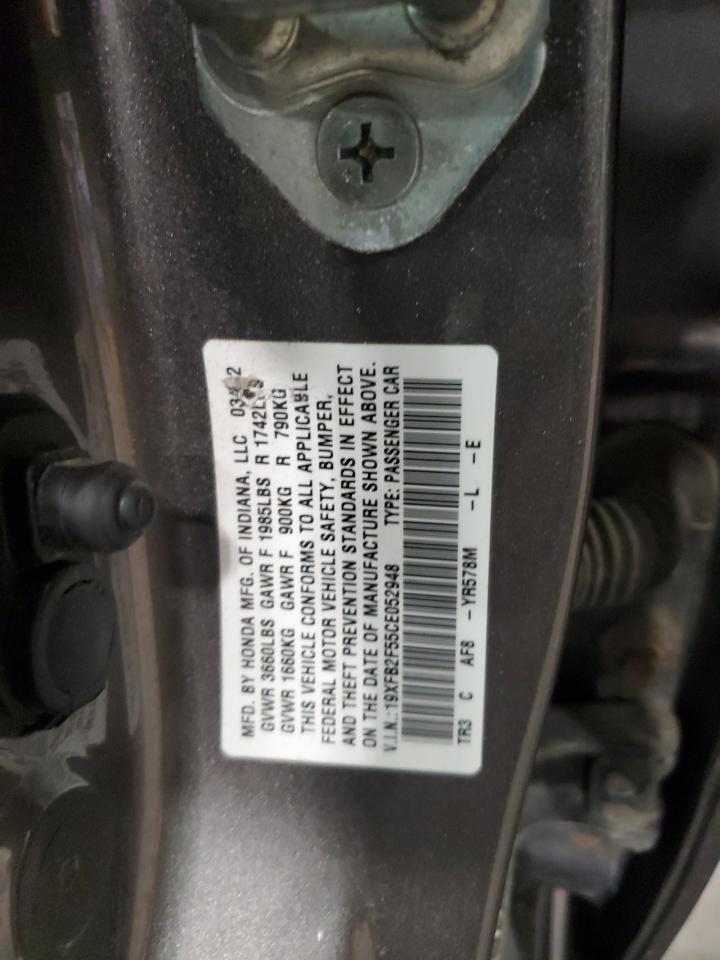 MFD. BY HONDA MFG. OF INDIANA, LLC
GVWR 3660LBS GAWR F 1985LBS R
GVWR 1660KG GAWR F 900KG R 790KG
THIS VEHICLE CONFORMS TO ALL APPLICABLE
FEDERAL MOTOR VEHICLE SAFETY, BUMPER,
AND THEFT PREVENTION STANDARDS IN EFFECT
ON THE DATE OF MANUFACTURE SHOWN ABOVE.
V.I.N.: 19XFB2F55CE052948 TYPE: PASSENGER CAR
TR3 C AF8 - YR578M -L -E